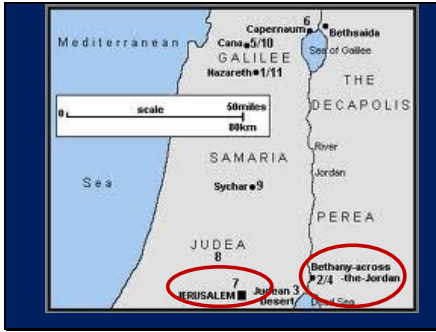 6
Capernaum
Bethsaida
Mediterranean
Cana 5/10
Sea of Galilee
GALILEE
Nazareth 1/11
THE
DECAPOLIS
0 scale 50miles
80km
SAMARIA
River
Jordan
Sea
Sychar 9
PEREA
JUDEA
8
Bethany-across
2/4 -the-Jordan
7
JERUSALEM
Judean 3
Desert
Dead Sea